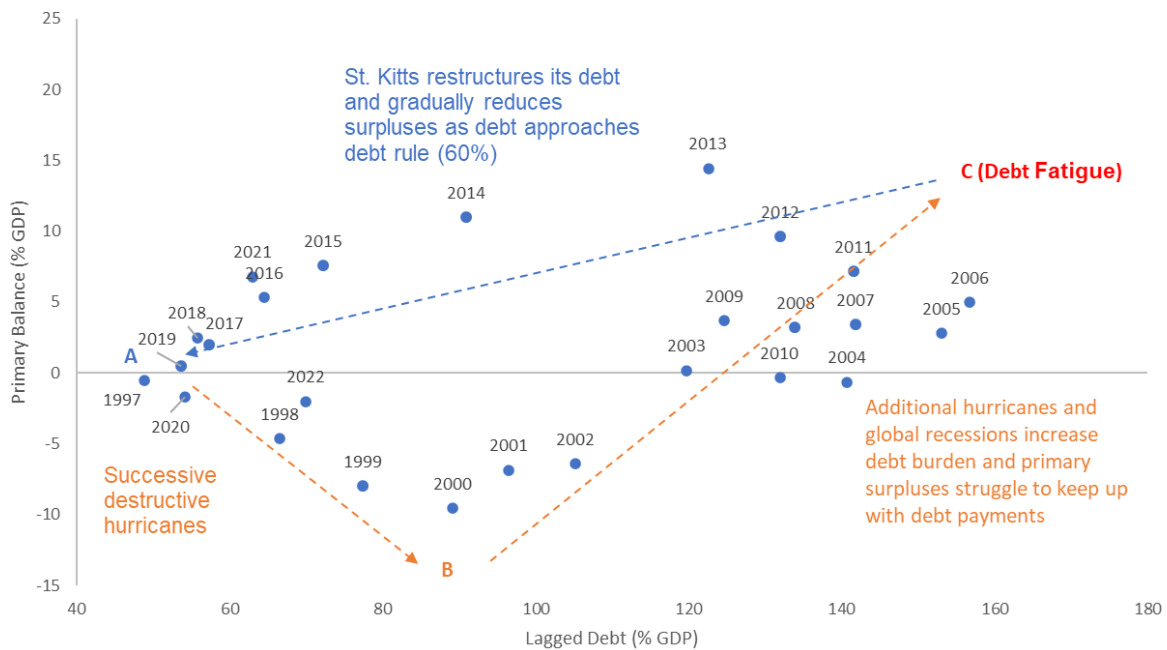 25
20
15
10
5
0
-5
-10
-15
Primary Balance (% GDP)
St. Kitts restructures its debt
and gradually reduces
surpluses as debt approaches
debt rule (60%)
2013
C (Debt Fatigue)
2014
2012
2015
2021
2016
2011
2006
2009
2008
2007
2005
2018
2017
2019
A
2003
2010
2004
1997
2020
2022
1998
Additional hurricanes and
global recessions increase
debt burden and primary
surpluses struggle to keep up
with debt payments
2001
2002
1999
2000
Successive
destructive
hurricanes
B
40
60
80
100
120
140
160
180
Lagged Debt (% GDP)